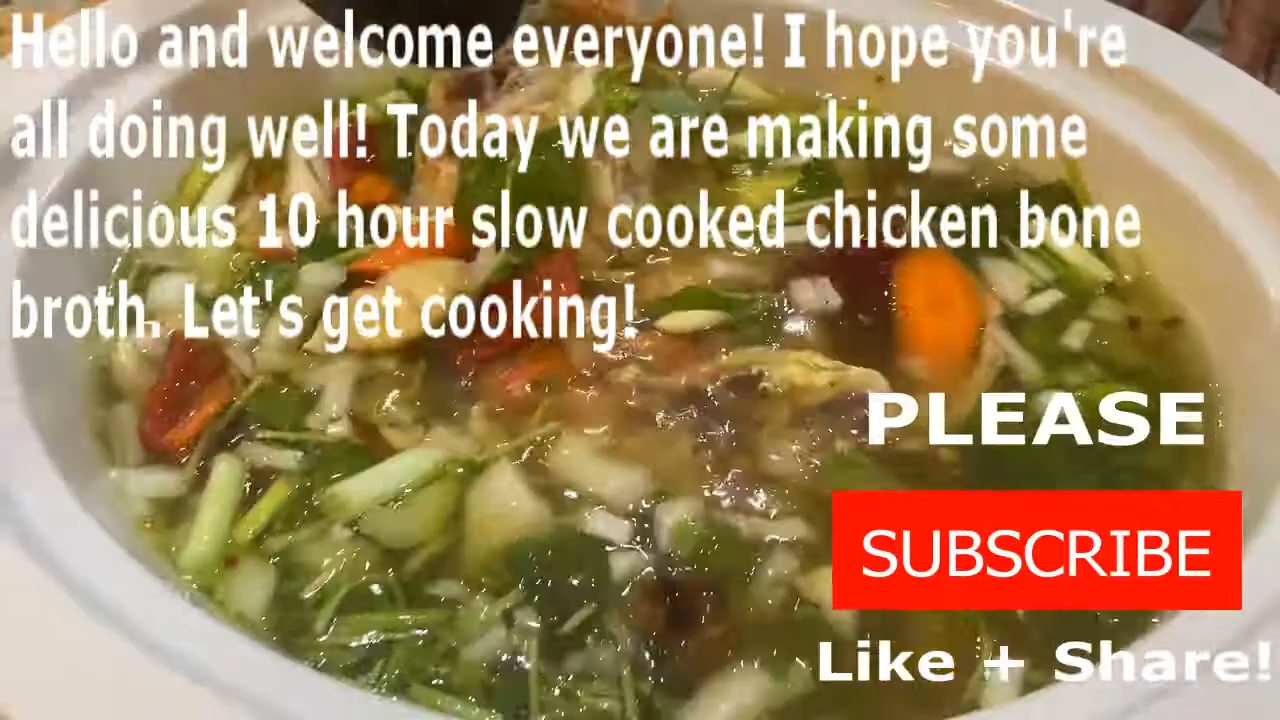 Hello and welcome everyone! I hope you're
all doing well! Today we are making some
delicious 10 hour slow cooked chicken bone
broth. Let's get cooking!
PLEASE
SUBSCRIBE
Like + Share!